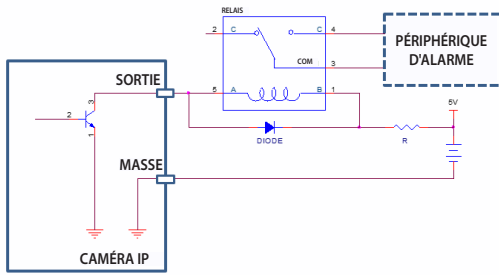 RELAIS
2 C C 4
COM
3
PÉRIPHÉRIQUE
D'ALARME
SORTIE
5 A B 1
5V
3
2
1
DIODE
R
MASSE
CAMÉRA IP